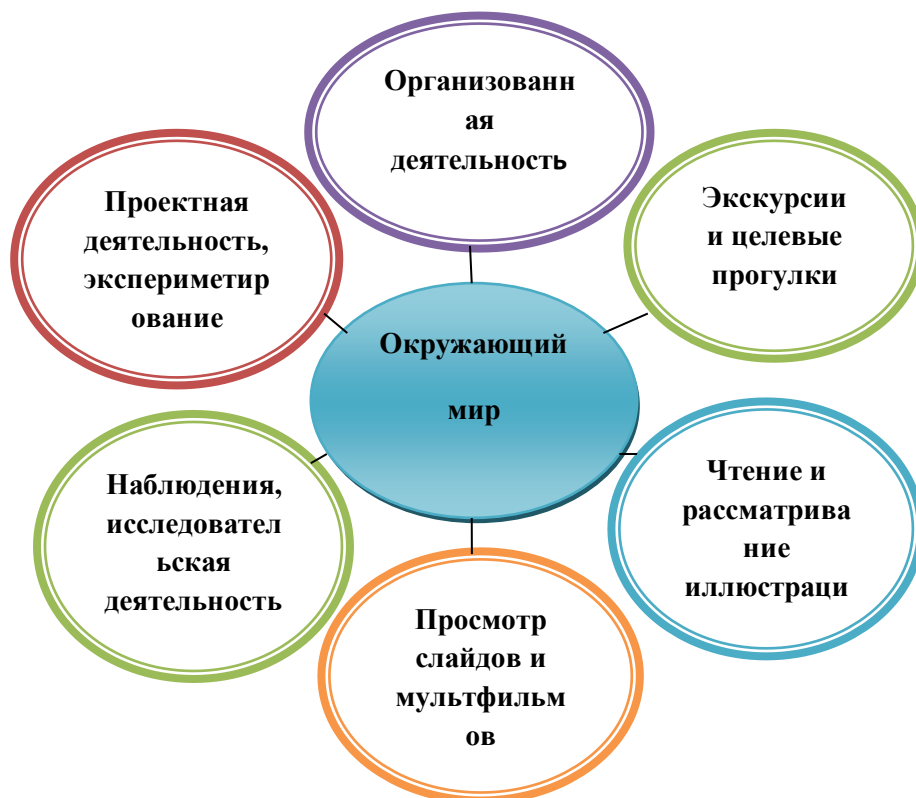 Организованн
ая
деятельность
Экскурсии
и целевые
прогулки
Проектная
деятельность,
экспериметир
ование
Окружающий
мир
Чтение и
рассматрива
ние
иллюстраци
Наблюдения,
исследовател
ьская
деятельность
Просмотр
слайдов и
мультфильм
ов